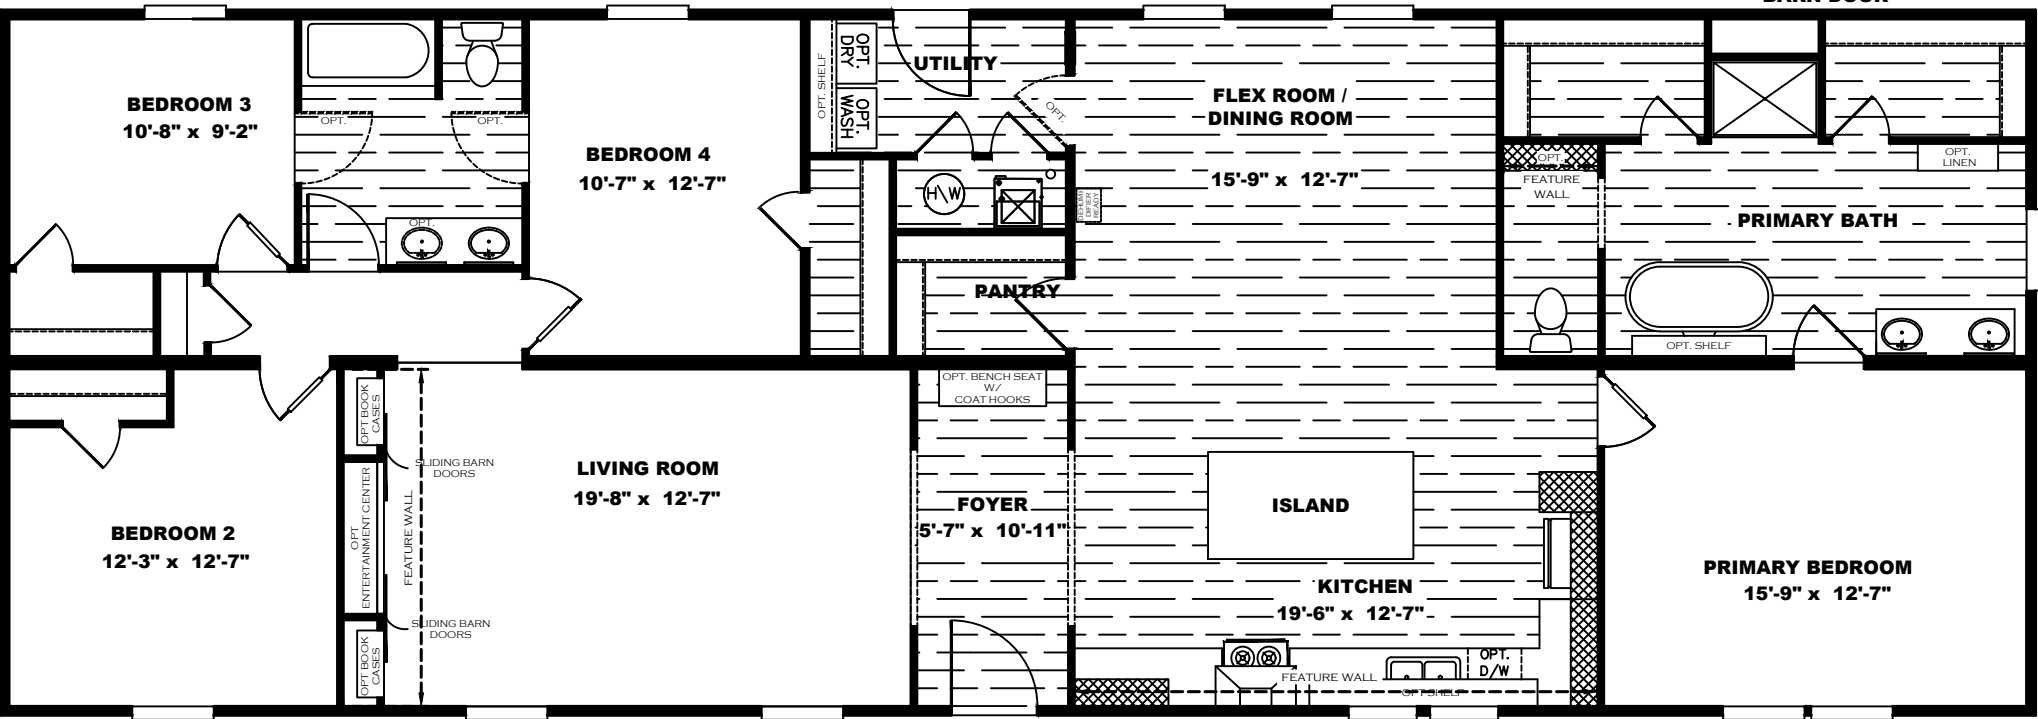 BARN DOOR
BEDROOM 3
10'-8" x 9'-2"
OPT.
OPT.
OPT.
BEDROOM 4
10'-7" x 12'-7"
OPT. SHELF
OPT.
DRY
OPT.
WASH
UTILITY
OPT.
H/W
DEHUMI
DIFIER
READY
PANTRY
FLEX ROOM /
DINING ROOM
15'-9" x 12'-7"
OPT.
FEATURE
WALL
OPT.
LINEN
PRIMARY BATH
OPT. SHELF
BEDROOM 2
12'-3" x 12'-7"
OPT BOOK
CASES
OPT
ENTERTAINMENT CENTER
OPT BOOK
CASES
SLIDING BARN
DOORS
FEATURE WALL
SLIDING BARN
DOORS
LIVING ROOM
19'-8" x 12'-7"
OPT. BENCH SEAT
W/
COAT HOOKS
FOYER
5'-7" x 10'-11"
ISLAND
KITCHEN
19'-6" x 12'-7"
OPT.
D/W
FEATURE WALL
OPT SHELF
PRIMARY BEDROOM
15'-9" x 12'-7"